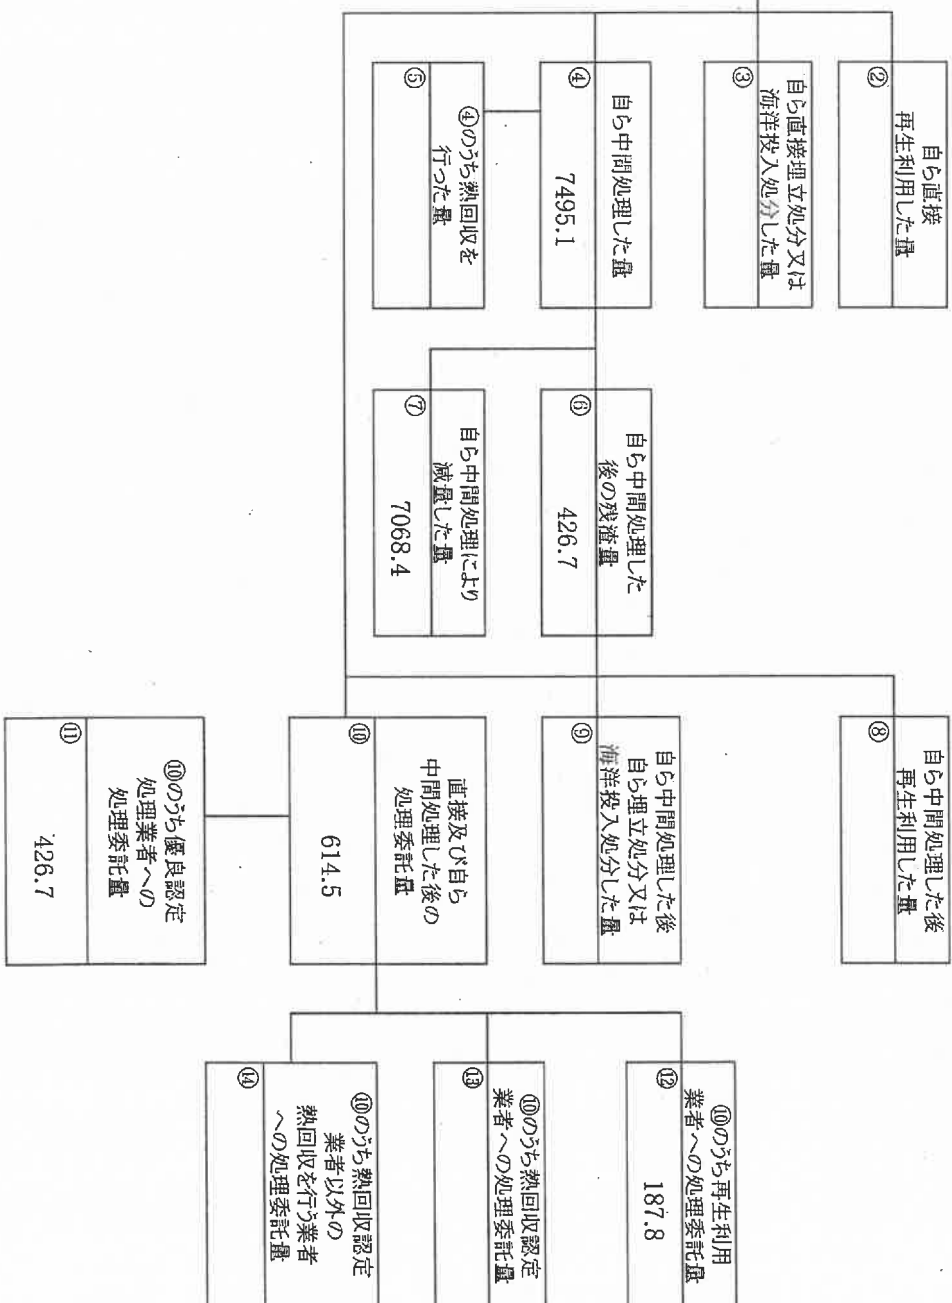 ②
自ら直接
再生利用した量
③
自ら直接埋立処分又は
海洋投入処分した量
④
自ら中間処理した量
7495.1
⑤
④のうち熱回収を
行った量
⑥
自ら中間処理した
後の残渣量
426.7
⑦
自ら中間処理により
減量した量
7068.4
⑧
自ら中間処理した後
再生利用した量
⑨
自ら中間処理した後
自ら埋立処分又は
海洋投入処分した量
⑩
直接及び自ら
中間処理した後の
処理委託量
614.5
⑪
⑩のうち優良認定
処理業者への
処理委託量
426.7
⑫
⑩のうち再生利用
業者への処理委託量
187.8
⑬
⑩のうち熱回収認定
業者への処理委託量
⑭
⑩のうち熱回収認定
業者以外の
熱回収を行う業者
への処理委託量